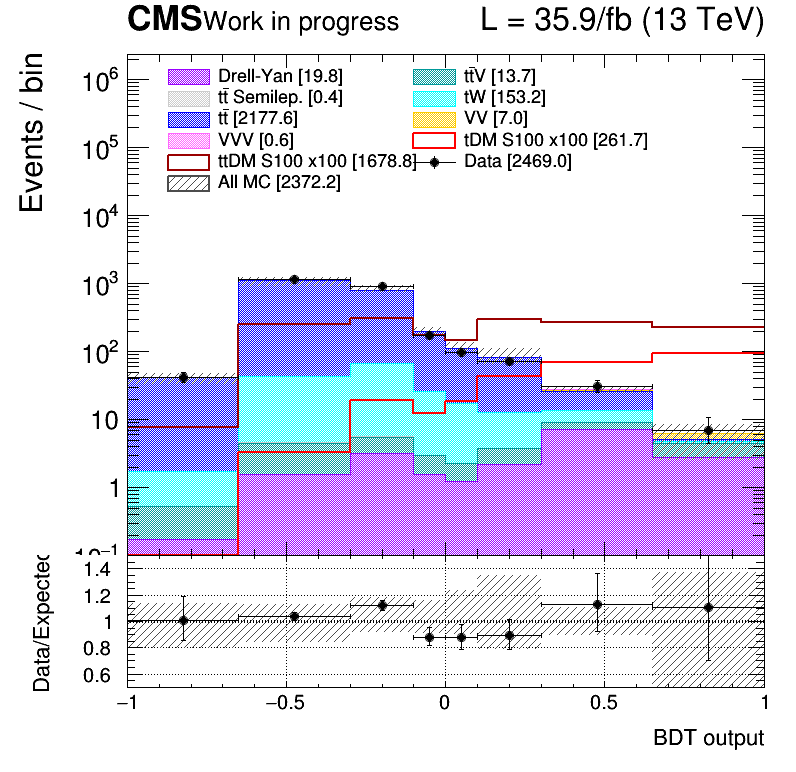 CMS Work in progress L = 35.9/fb (13 TeV)
Events / bin
Drell-Yan [19.8] tt̄V [13.7]
tt̄ Semilep. [0.4] tW [153.2]
tt̄ [2177.6] VV [7.0]
VVV [0.6] tDM S100 x100 [261.7]
ttDM S100 x100 [1678.8] Data [2469.0]
All MC [2372.2]
10⁶
10⁵
10⁴
10³
10²
10
1
10⁻¹
Data/Expected
1.4
1.2
1
0.8
0.6
−1 −0.5 0 0.5 1
BDT output